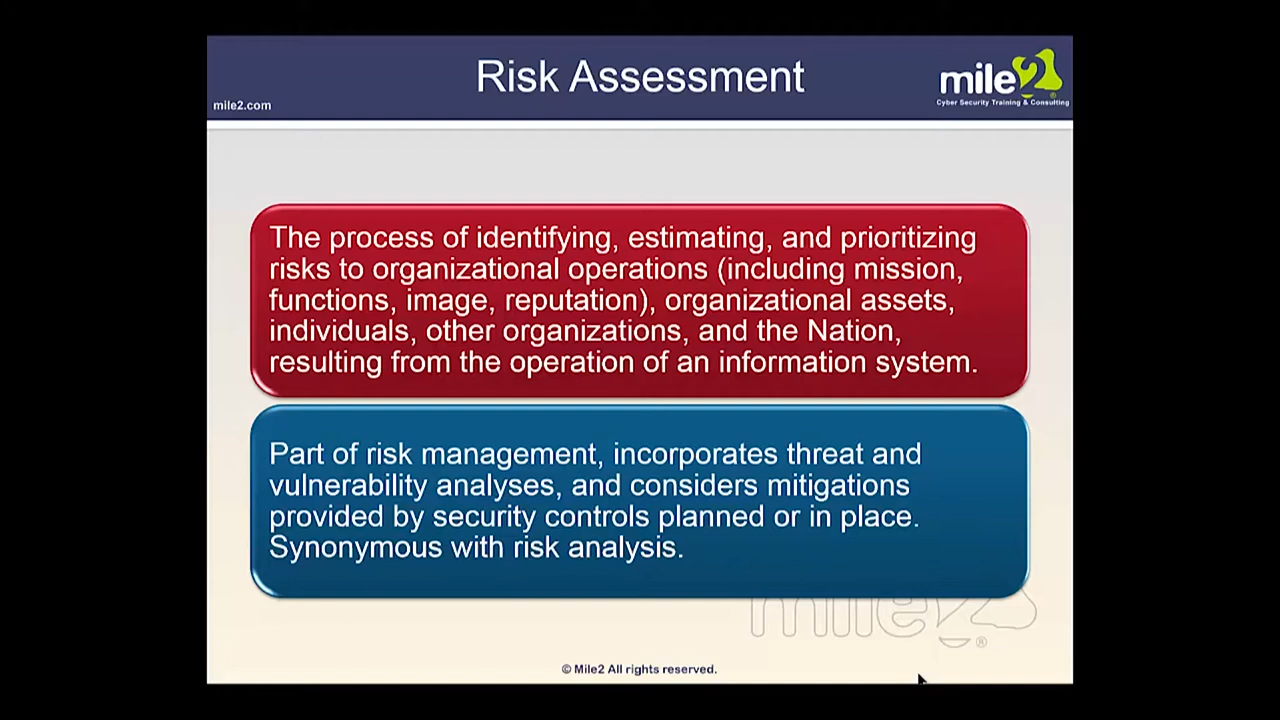 Risk Assessment
mile2.com
mile2
Cyber Security Training & Consulting
The process of identifying, estimating, and prioritizing
risks to organizational operations (including mission,
functions, image, reputation), organizational assets,
individuals, other organizations, and the Nation,
resulting from the operation of an information system.
Part of risk management, incorporates threat and
vulnerability analyses, and considers mitigations
provided by security controls planned or in place.
Synonymous with risk analysis.
mile2®
© Mile2 All rights reserved.